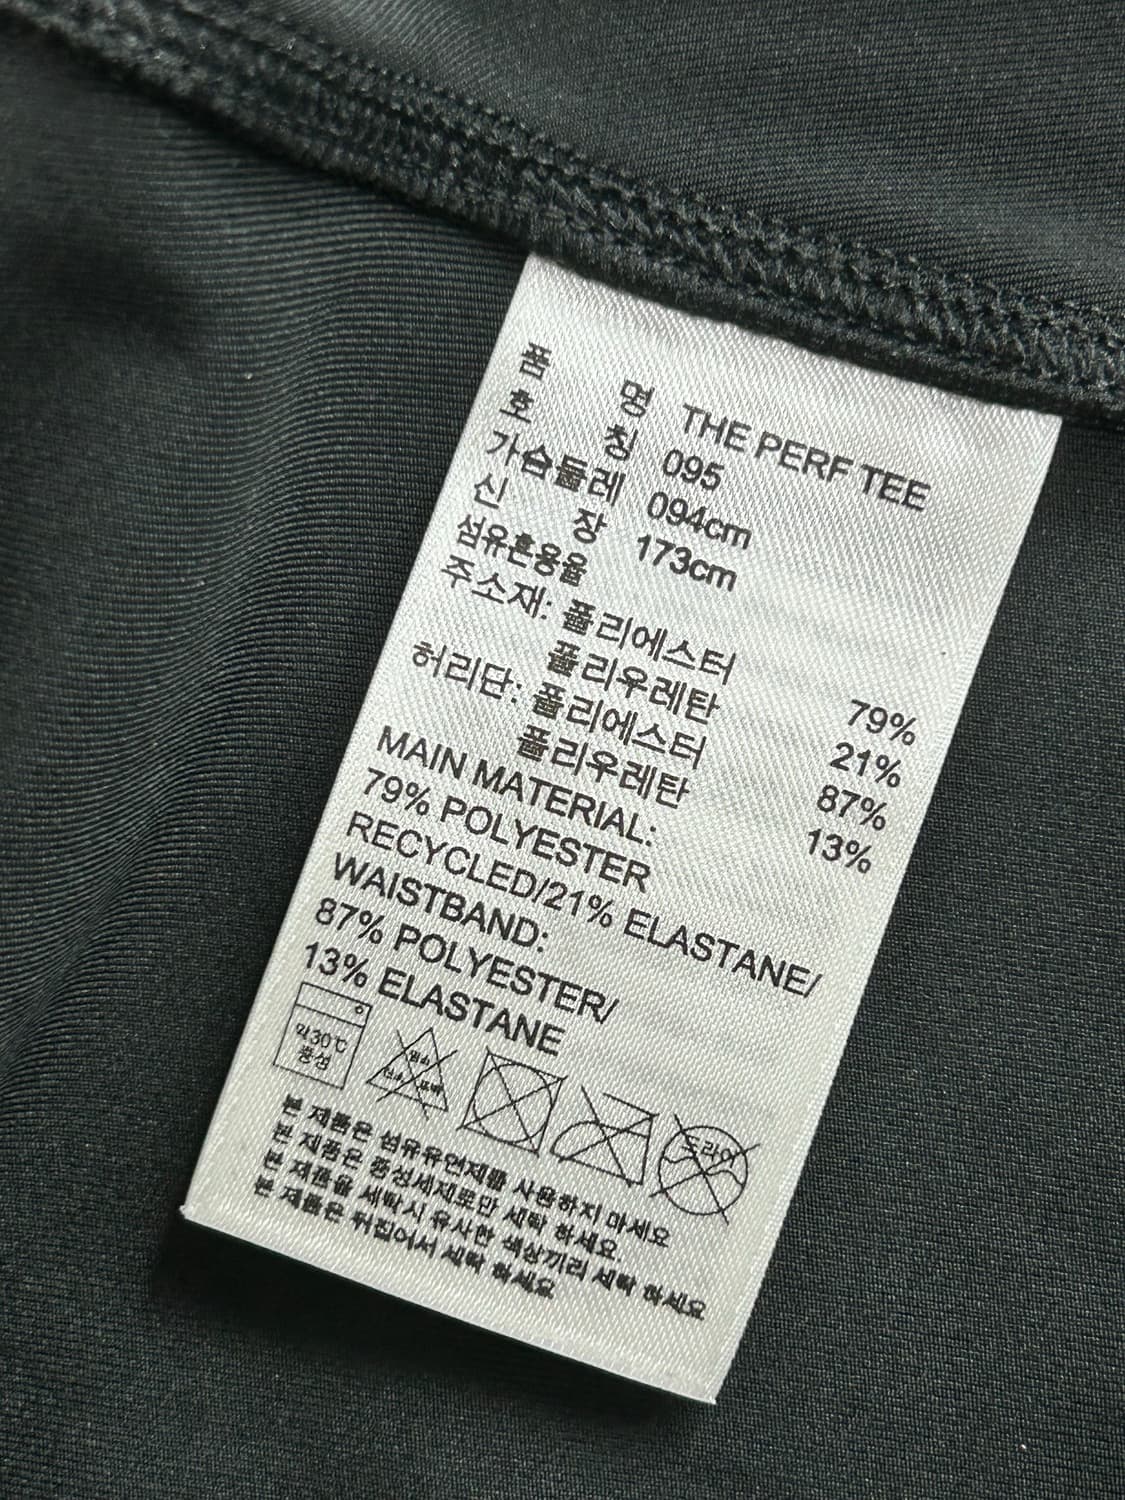 품 명 THE PERF TEE
호 칭 095
가슴둘레 094cm
신 장 173cm
섬유혼용율
주소재: 폴리에스터 79%
폴리우레탄 21%
허리단: 폴리에스터 87%
폴리우레탄 13%
MAIN MATERIAL:
79% POLYESTER
RECYCLED/21% ELASTANE/
WAISTBAND:
87% POLYESTER/
13% ELASTANE
약30℃
중성
염소
산소 표백
드라이
본 제품은 섬유유연제를 사용하지 마세요
본 제품은 중성세제로만 세탁 하세요
본 제품을 세탁시 유사한 색상끼리 세탁 하세요
본 제품은 뒤집어서 세탁 하세요